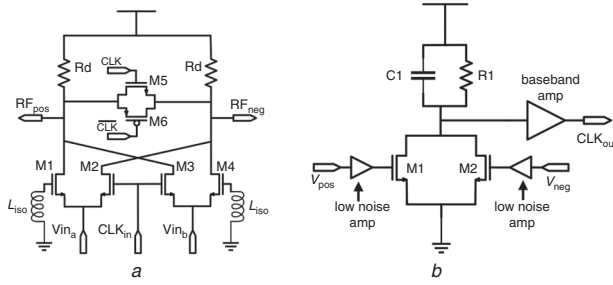 Rd
Rd
CLK
M5
RFpos
RFneg
M6
CLK
M1
M2
M3
M4
Liso
Liso
Vina
CLKin
Vinb
a
C1
R1
baseband
amp
CLKou
Vpos
M1
M2
Vneg
low noise
amp
low noise
amp
b